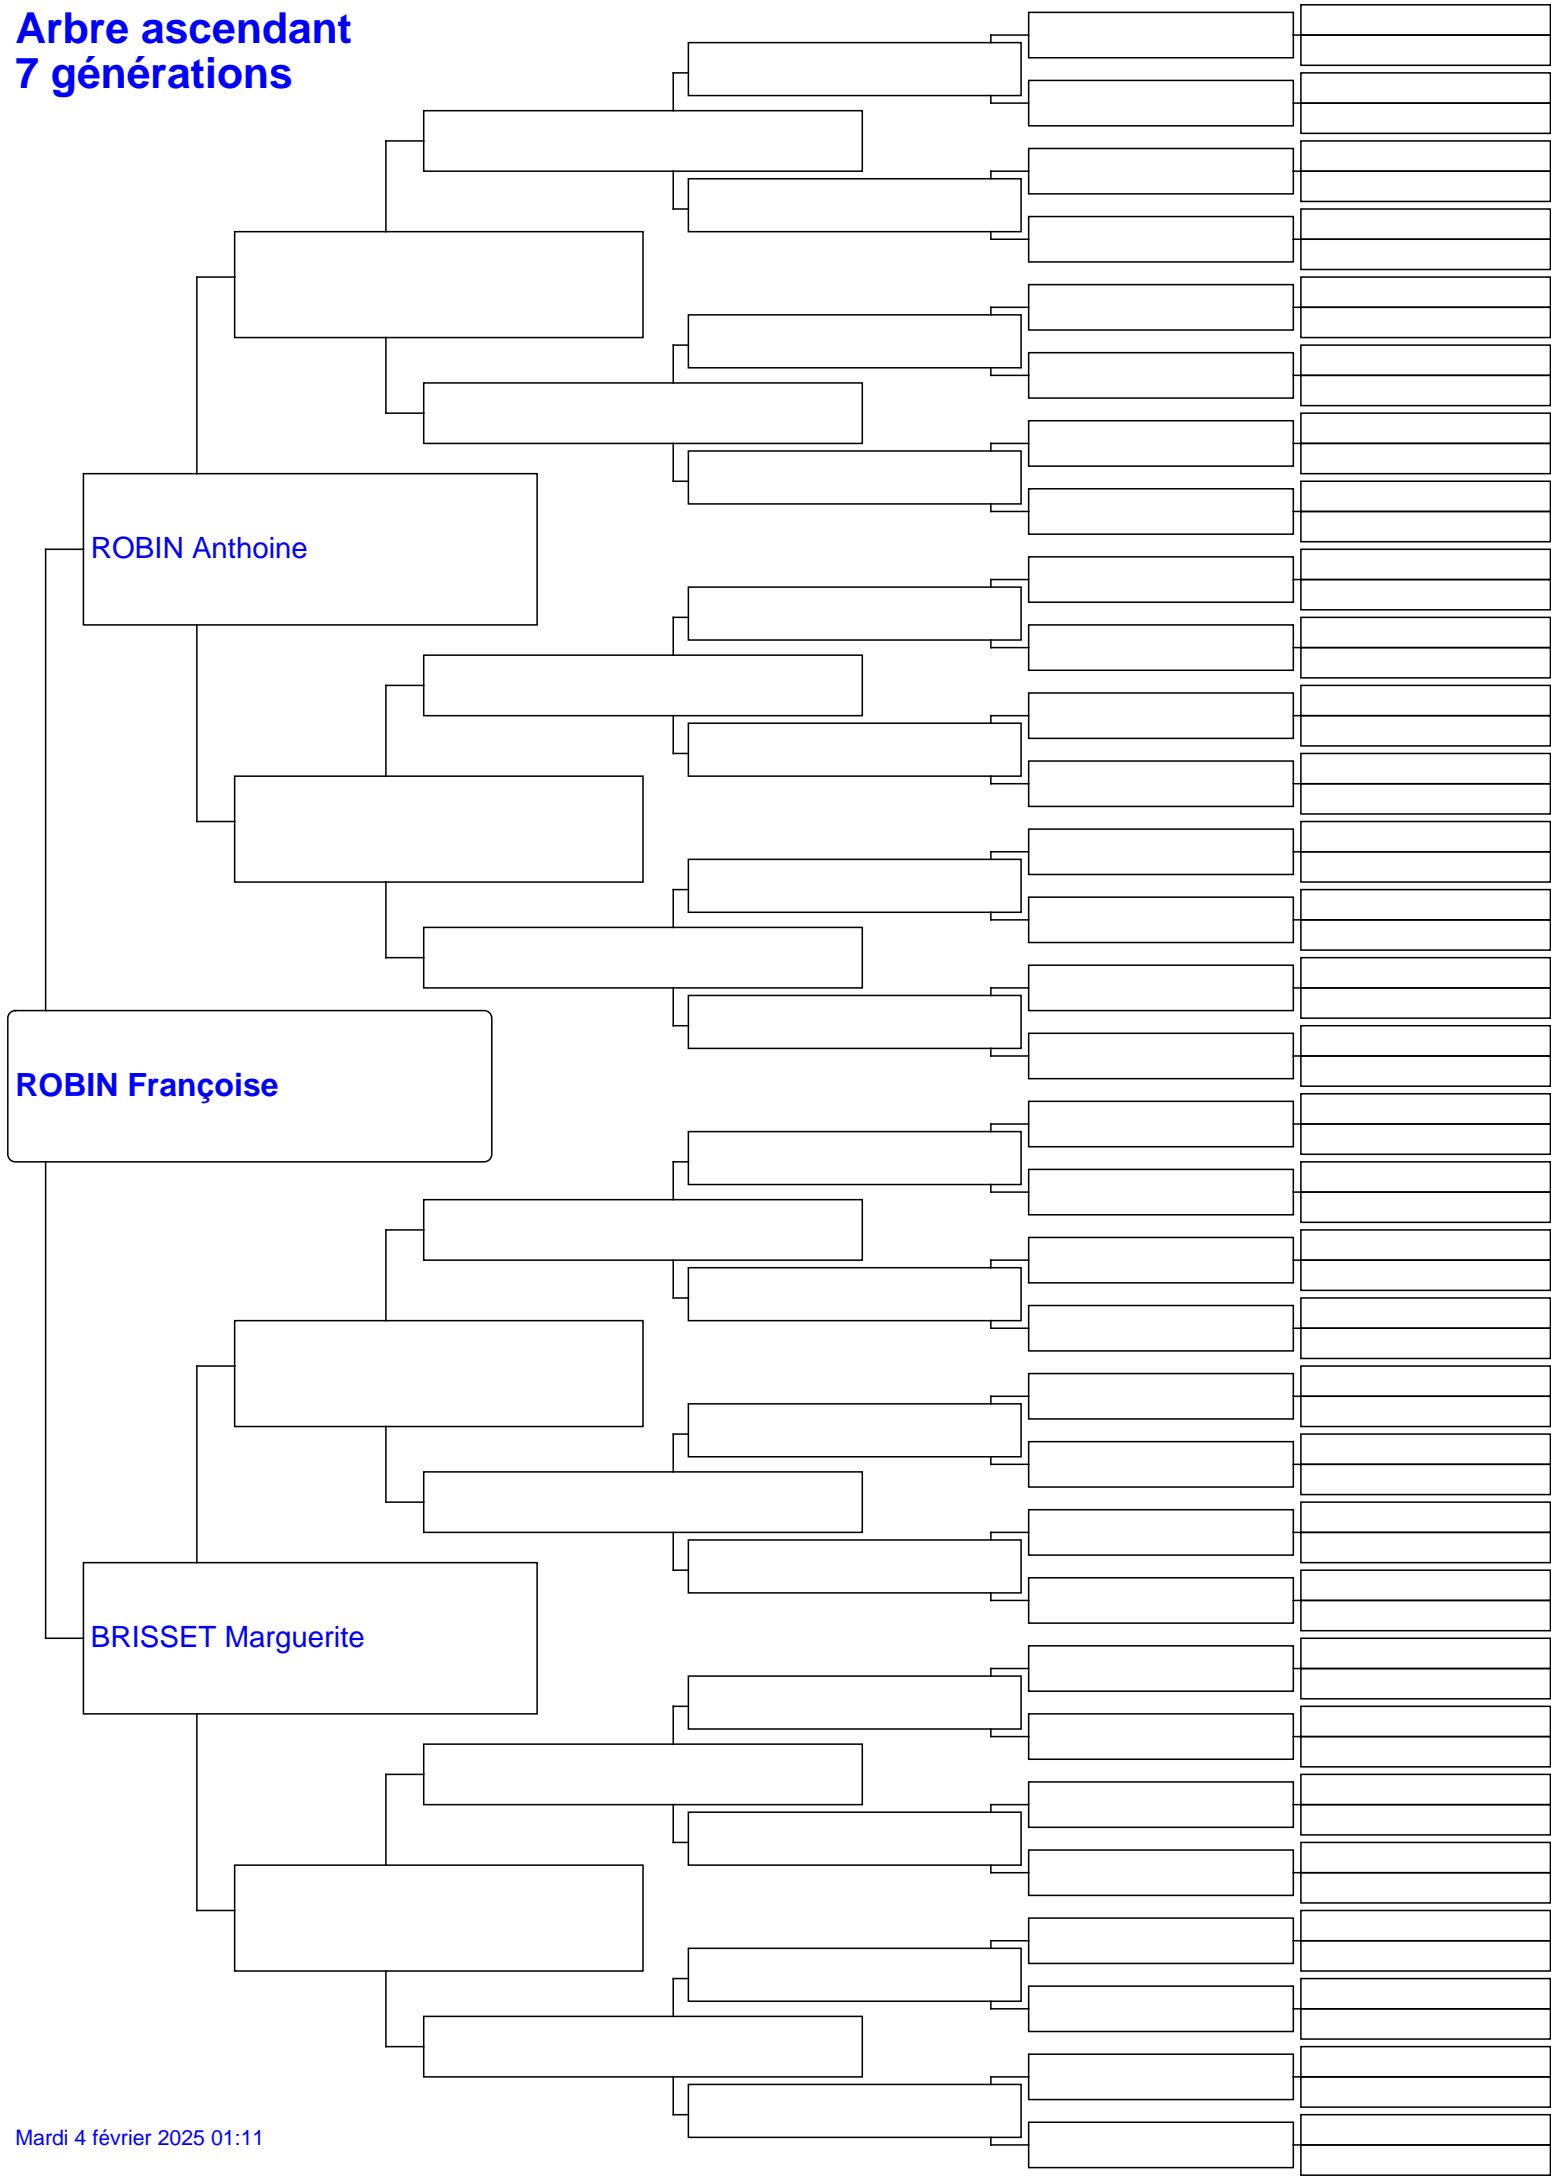 Arbre ascendant
7 générations
ROBIN Anthoine
ROBIN Françoise
BRISSET Marguerite
Mardi 4 février 2025 01:11